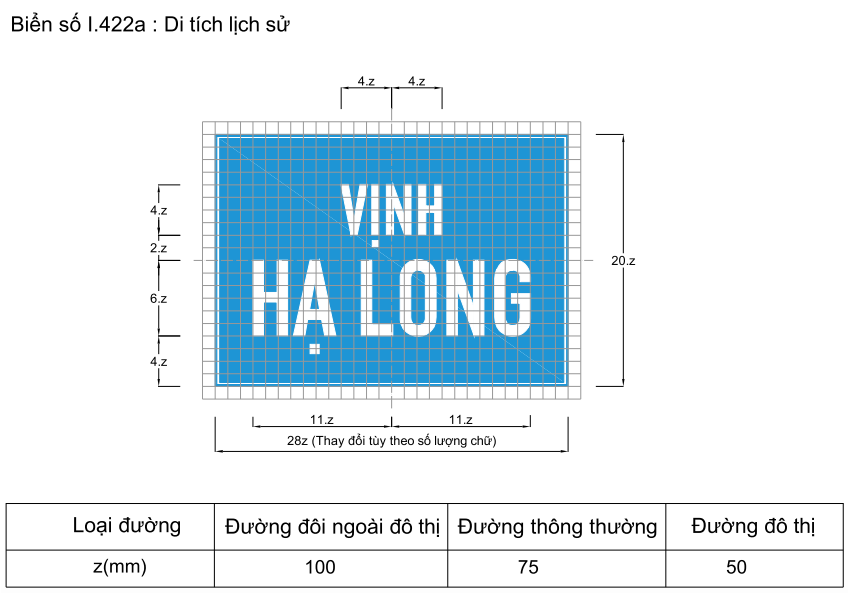 Biển số I.422a : Di tích lịch sử
4.z 4.z
4.z
VỊNH
2.z
20.z
6.z
HẠ LONG
4.z
11.z 11.z
28z (Thay đổi tùy theo số lượng chữ)
Loại đường Đường đôi ngoài đô thị Đường thông thường Đường đô thị
z(mm) 100 75 50